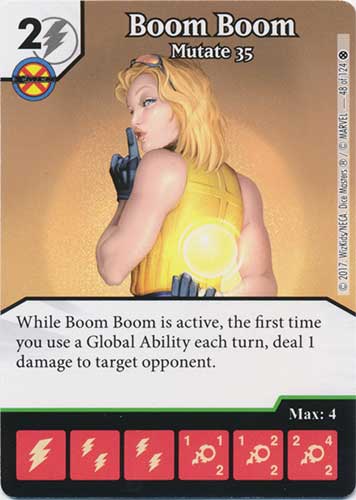 2
Boom Boom
Mutate 35
X-MEN
48 of 124
© 2017. WizKids/NECA. Dice Masters ® / © MARVEL
While Boom Boom is active, the first time
you use a Global Ability each turn, deal 1
damage to target opponent.
Max: 4
1 1 2
1 2 2
2 4 2